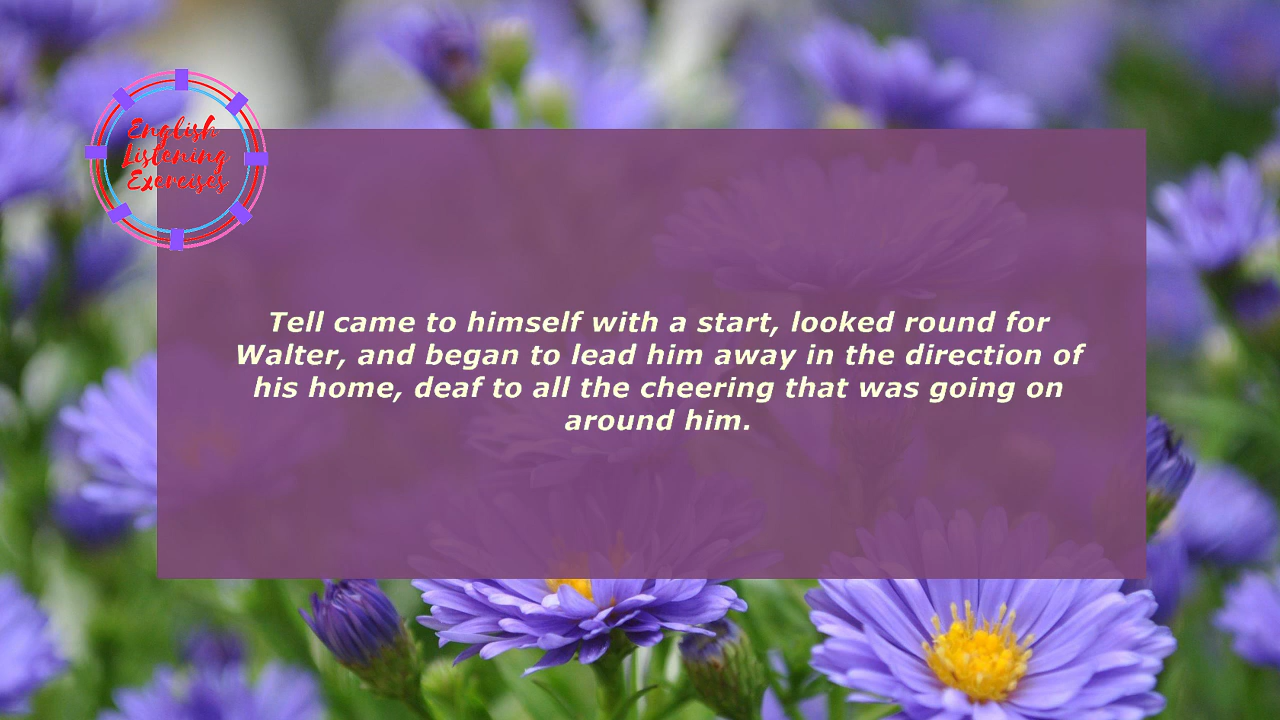 English
Listening
Exercises
Tell came to himself with a start, looked round for
Walter, and began to lead him away in the direction of
his home, deaf to all the cheering that was going on
around him.